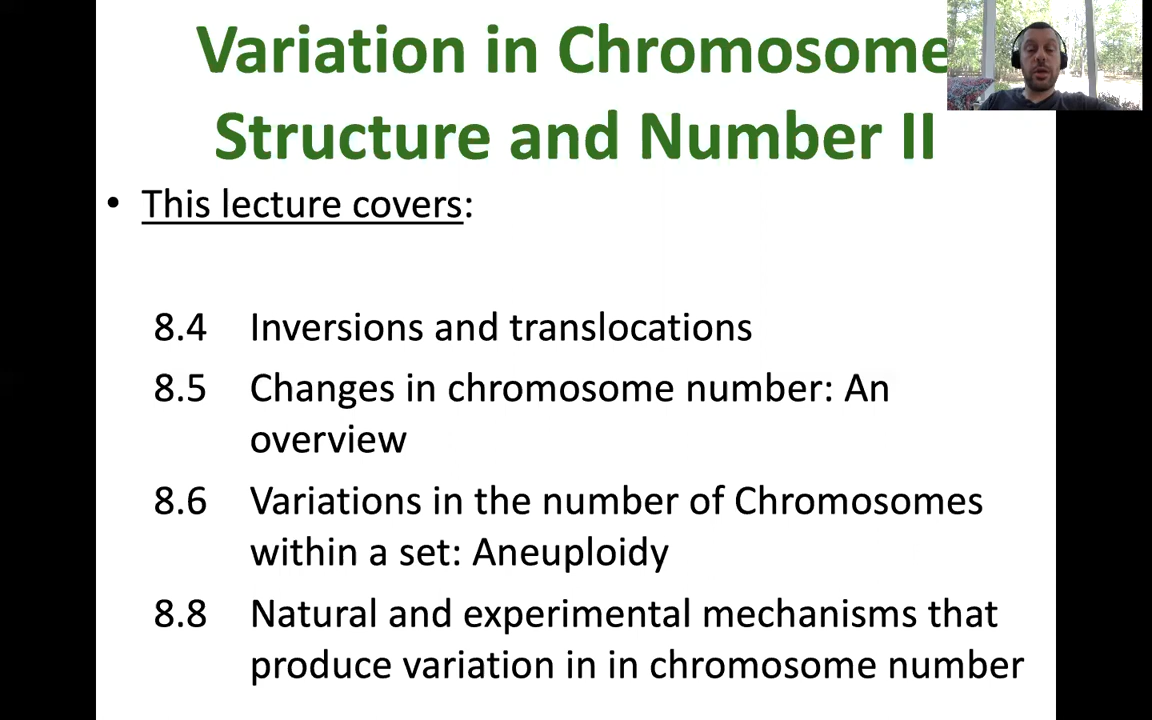 Variation in Chromosome
Structure and Number II
• This lecture covers:
8.4 Inversions and translocations
8.5 Changes in chromosome number: An
overview
8.6 Variations in the number of Chromosomes
within a set: Aneuploidy
8.8 Natural and experimental mechanisms that
produce variation in in chromosome number